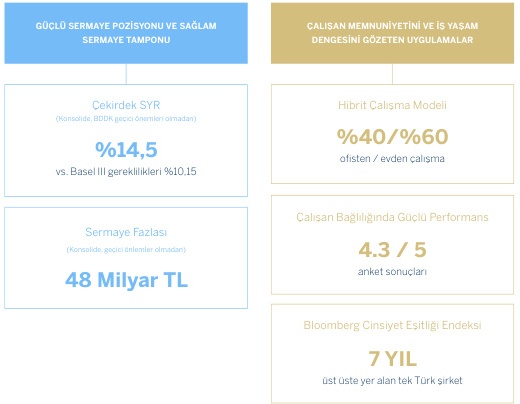 GÜÇLÜ SERMAYE POZİSYONU VE SAĞLAM
SERMAYE TAMPONU
Çekirdek SYR
(Konsolide, BDDK geçici önemleri olmadan)
%14,5
vs. Basel III gereklilikleri %10,15
Sermaye Fazlası
(Konsolide, geçici önlemler olmadan)
48 Milyar TL
ÇALIŞAN MEMNUNİYETİNİ VE İŞ YAŞAM
DENGESİNİ GÖZETEN UYGULAMALAR
Hibrit Çalışma Modeli
%40/%60
ofisten / evden çalışma
Çalışan Bağlılığında Güçlü Performans
4.3 / 5
anket sonuçları
Bloomberg Cinsiyet Eşitliği Endeksi
7 YIL
üst üste yer alan tek Türk şirket